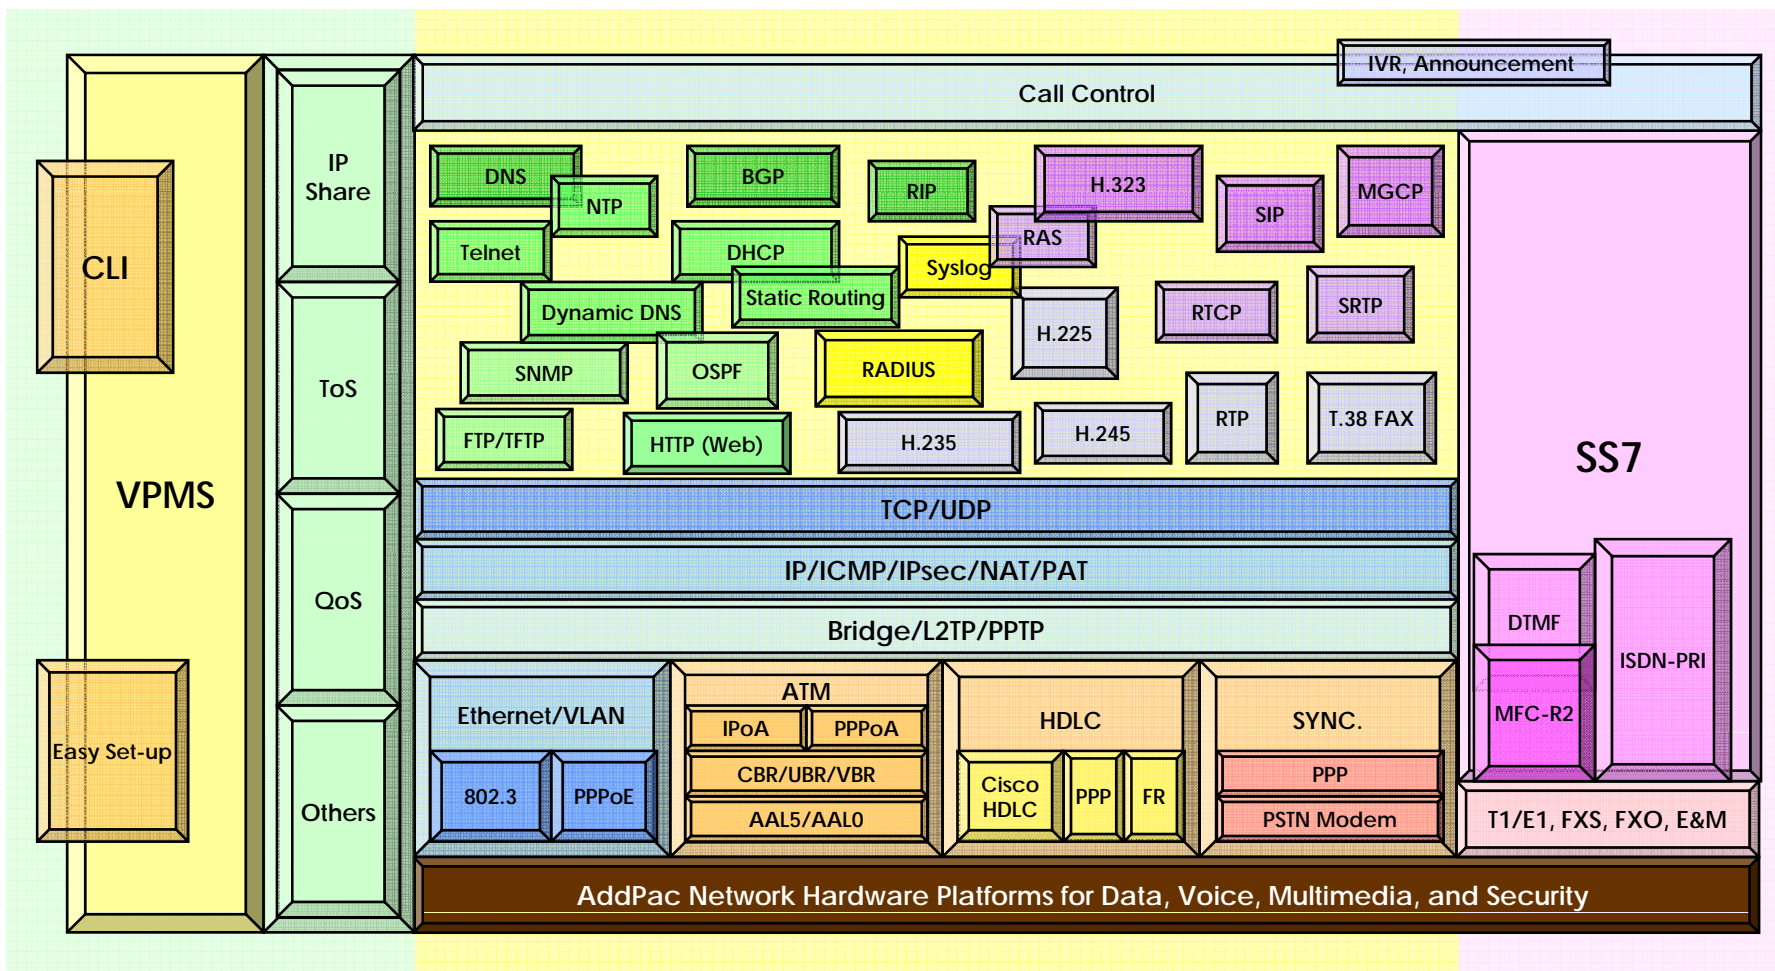 IVR, Announcement
Call Control
VPMS
CLI
Easy Set-up
IP
Share
ToS
QoS
Others
DNS
NTP
BGP
RIP
H.323
SIP
MGCP
Telnet
DHCP
Syslog
RAS
Dynamic DNS
Static Routing
H.225
RTCP
SRTP
SNMP
OSPF
RADIUS
FTP/TFTP
HTTP (Web)
H.235
H.245
RTP
T.38 FAX
SS7
TCP/UDP
IP/ICMP/IPsec/NAT/PAT
Bridge/L2TP/PPTP
DTMF
MFC-R2
ISDN-PRI
Ethernet/VLAN
802.3
PPPoE
ATM
IPoA
PPPoA
CBR/UBR/VBR
AAL5/AAL0
HDLC
Cisco
HDLC
PPP
FR
SYNC.
PPP
PSTN Modem
T1/E1, FXS, FXO, E&M
AddPac Network Hardware Platforms for Data, Voice, Multimedia, and Security